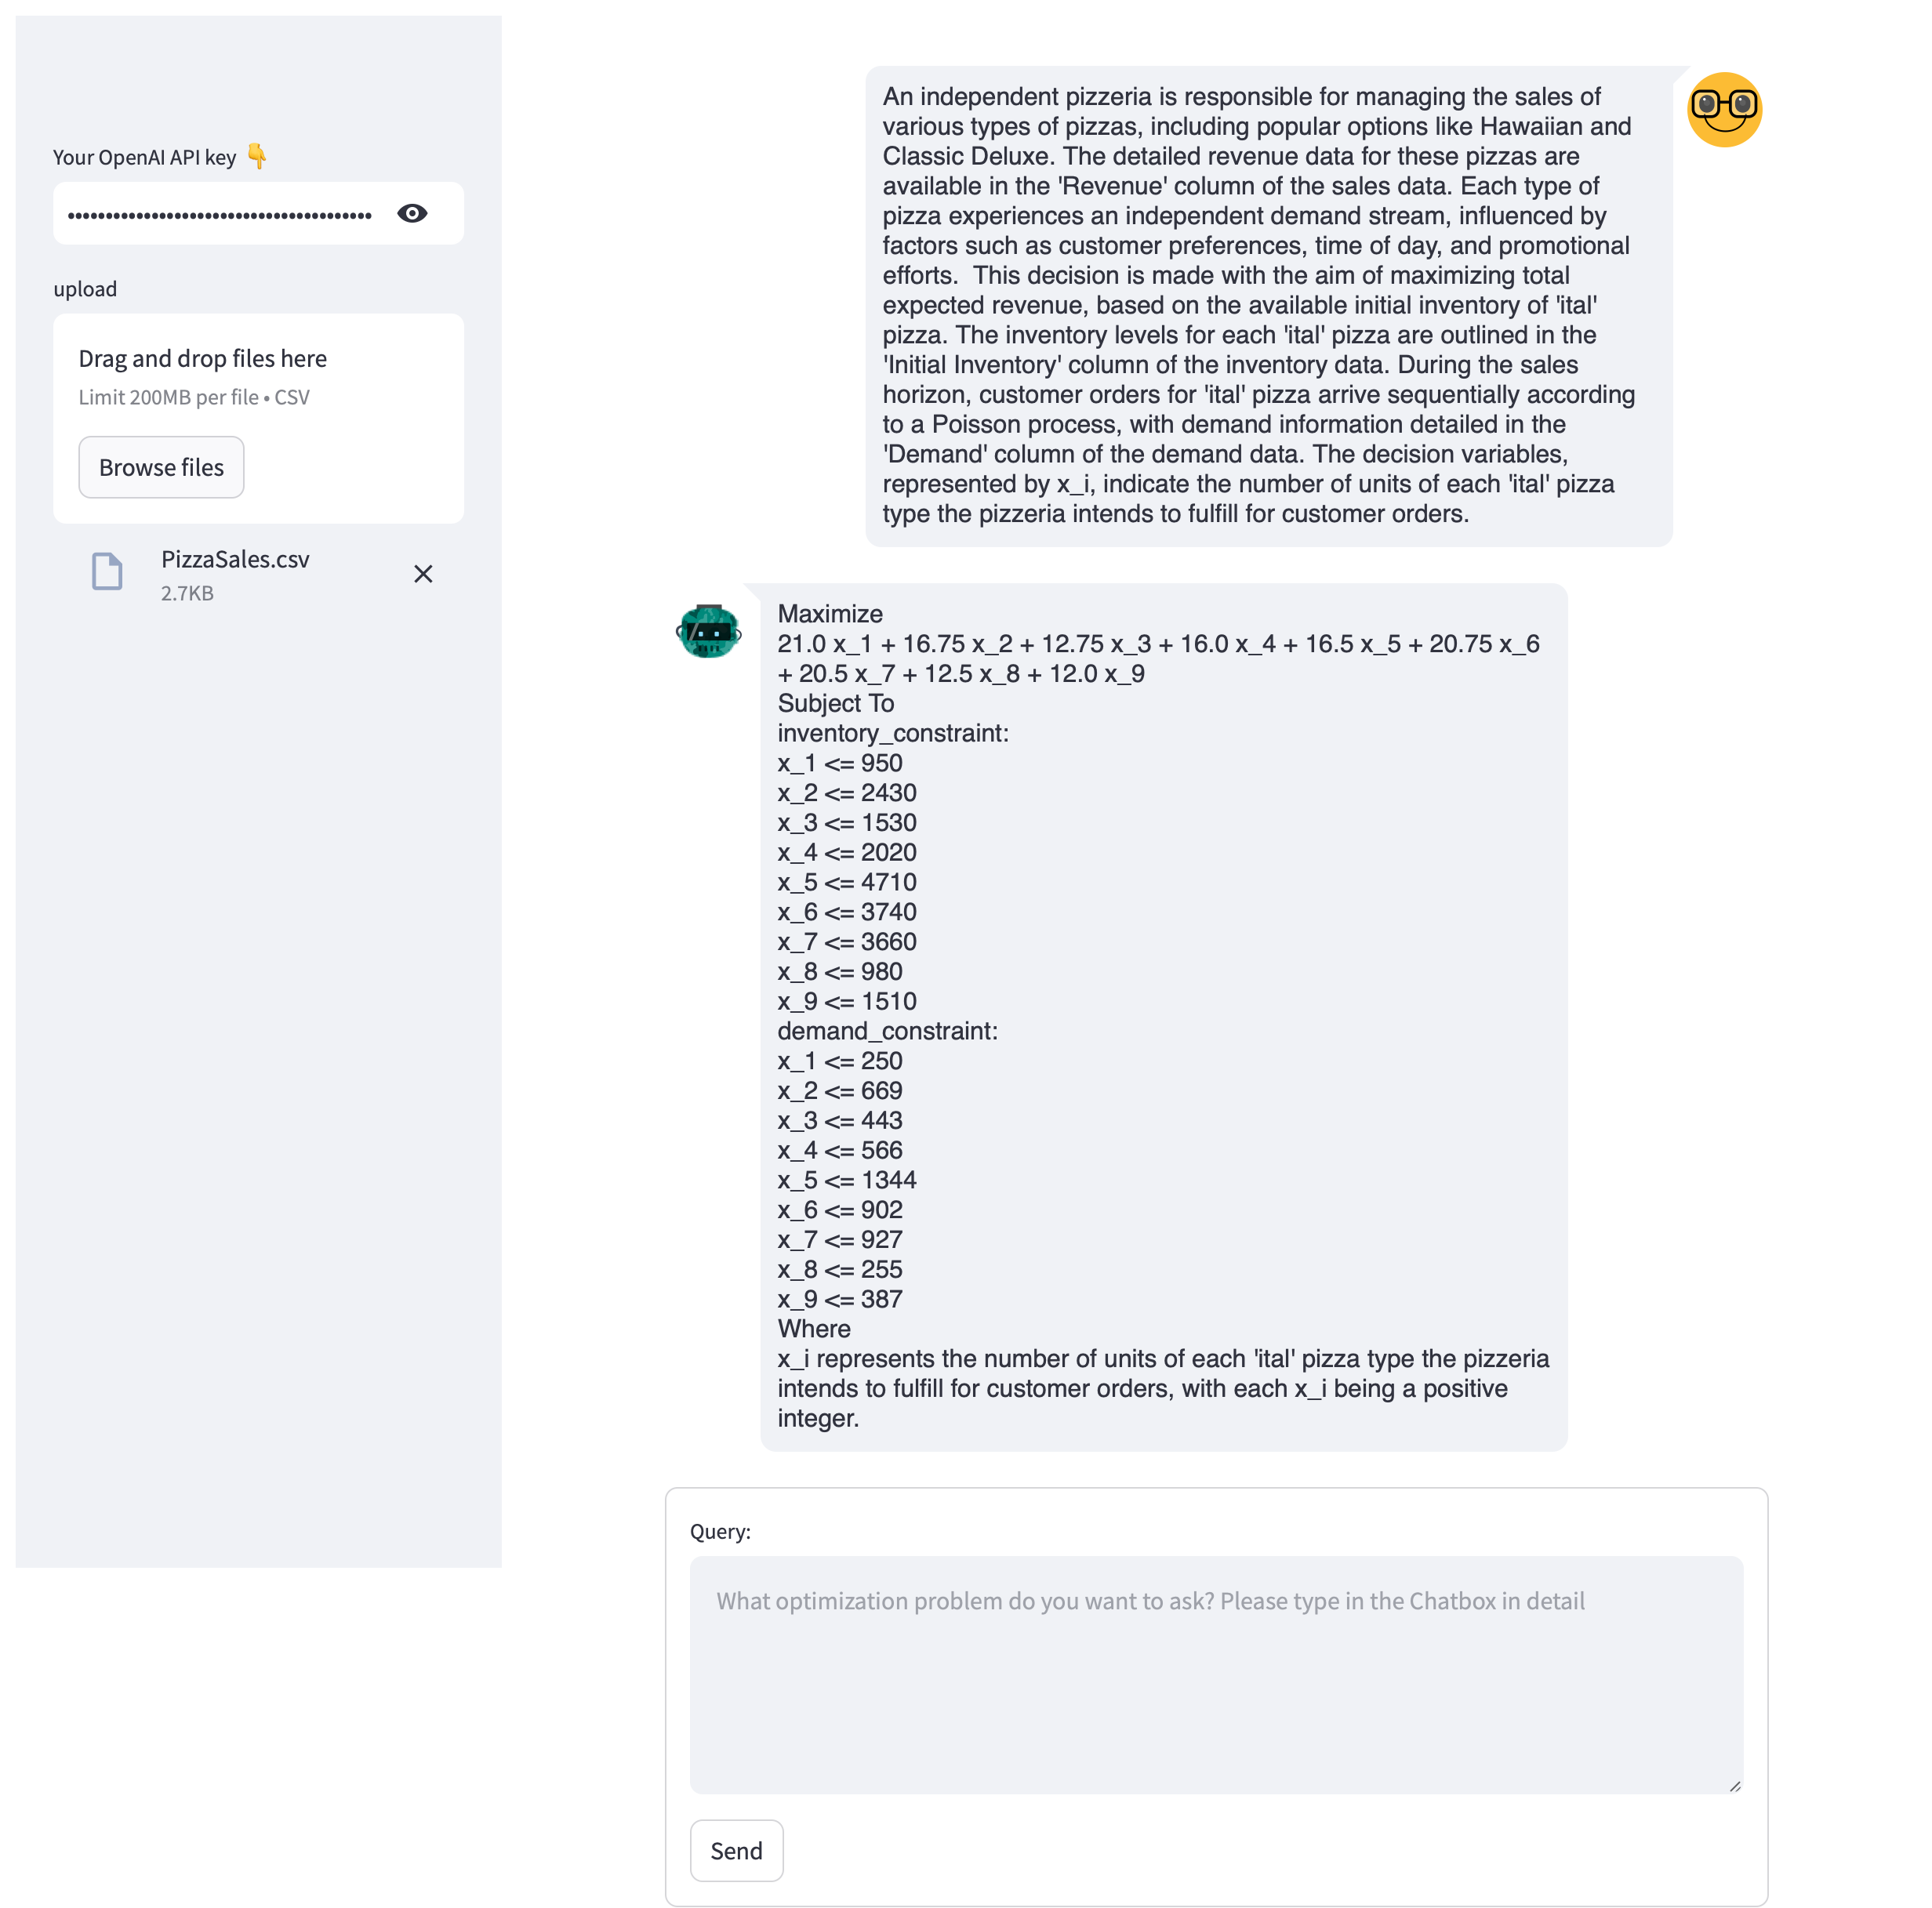 Your OpenAI API key 👇
••••••••••••••••••••••••••••••••••••••••
upload
Drag and drop files here
Limit 200MB per file • CSV
Browse files
PizzaSales.csv
2.7KB
An independent pizzeria is responsible for managing the sales of
various types of pizzas, including popular options like Hawaiian and
Classic Deluxe. The detailed revenue data for these pizzas are
available in the 'Revenue' column of the sales data. Each type of
pizza experiences an independent demand stream, influenced by
factors such as customer preferences, time of day, and promotional
efforts.  This decision is made with the aim of maximizing total
expected revenue, based on the available initial inventory of 'ital'
pizza. The inventory levels for each 'ital' pizza are outlined in the
'Initial Inventory' column of the inventory data. During the sales
horizon, customer orders for 'ital' pizza arrive sequentially according
to a Poisson process, with demand information detailed in the
'Demand' column of the demand data. The decision variables,
represented by x_i, indicate the number of units of each 'ital' pizza
type the pizzeria intends to fulfill for customer orders.
Maximize
21.0 x_1 + 16.75 x_2 + 12.75 x_3 + 16.0 x_4 + 16.5 x_5 + 20.75 x_6
+ 20.5 x_7 + 12.5 x_8 + 12.0 x_9
Subject To
inventory_constraint:
x_1 <= 950
x_2 <= 2430
x_3 <= 1530
x_4 <= 2020
x_5 <= 4710
x_6 <= 3740
x_7 <= 3660
x_8 <= 980
x_9 <= 1510
demand_constraint:
x_1 <= 250
x_2 <= 669
x_3 <= 443
x_4 <= 566
x_5 <= 1344
x_6 <= 902
x_7 <= 927
x_8 <= 255
x_9 <= 387
Where
x_i represents the number of units of each 'ital' pizza type the pizzeria
intends to fulfill for customer orders, with each x_i being a positive
integer.
Query:
What optimization problem do you want to ask? Please type in the Chatbox in detail
Send